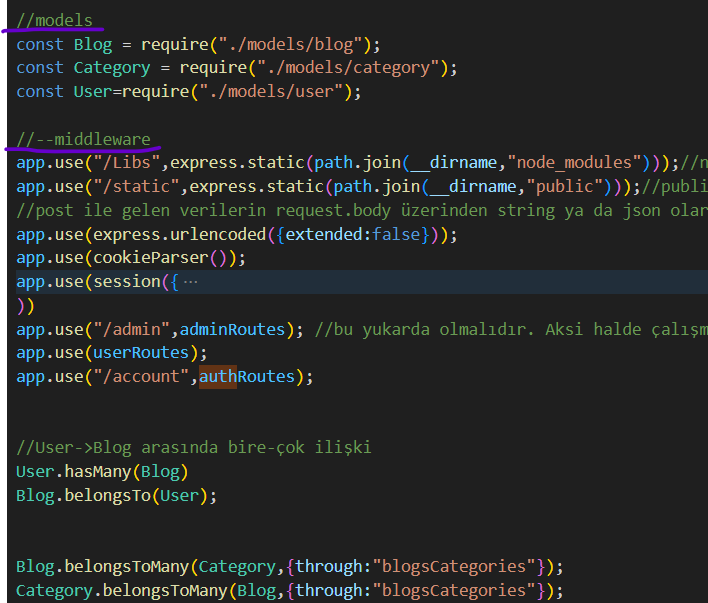 //models
const Blog = require("./models/blog");
const Category = require("./models/category");
const User=require("./models/user");
//--middleware
app.use("/Libs",express.static(path.join(__dirname,"node_modules")));//n
app.use("/static",express.static(path.join(__dirname,"public")));//publi
//post ile gelen verilerin request.body üzerinden string ya da json olar
app.use(express.urlencoded({extended:false}));
app.use(cookieParser());
app.use(session({ ⋯
}))
app.use("/admin",adminRoutes); //bu yukarda olmalıdır. Aksi halde çalışm
app.use(userRoutes);
app.use("/account",authRoutes);
//User->Blog arasında bire-çok ilişki
User.hasMany(Blog)
Blog.belongsTo(User);
Blog.belongsToMany(Category,{through:"blogsCategories"});
Category.belongsToMany(Blog,{through:"blogsCategories"});